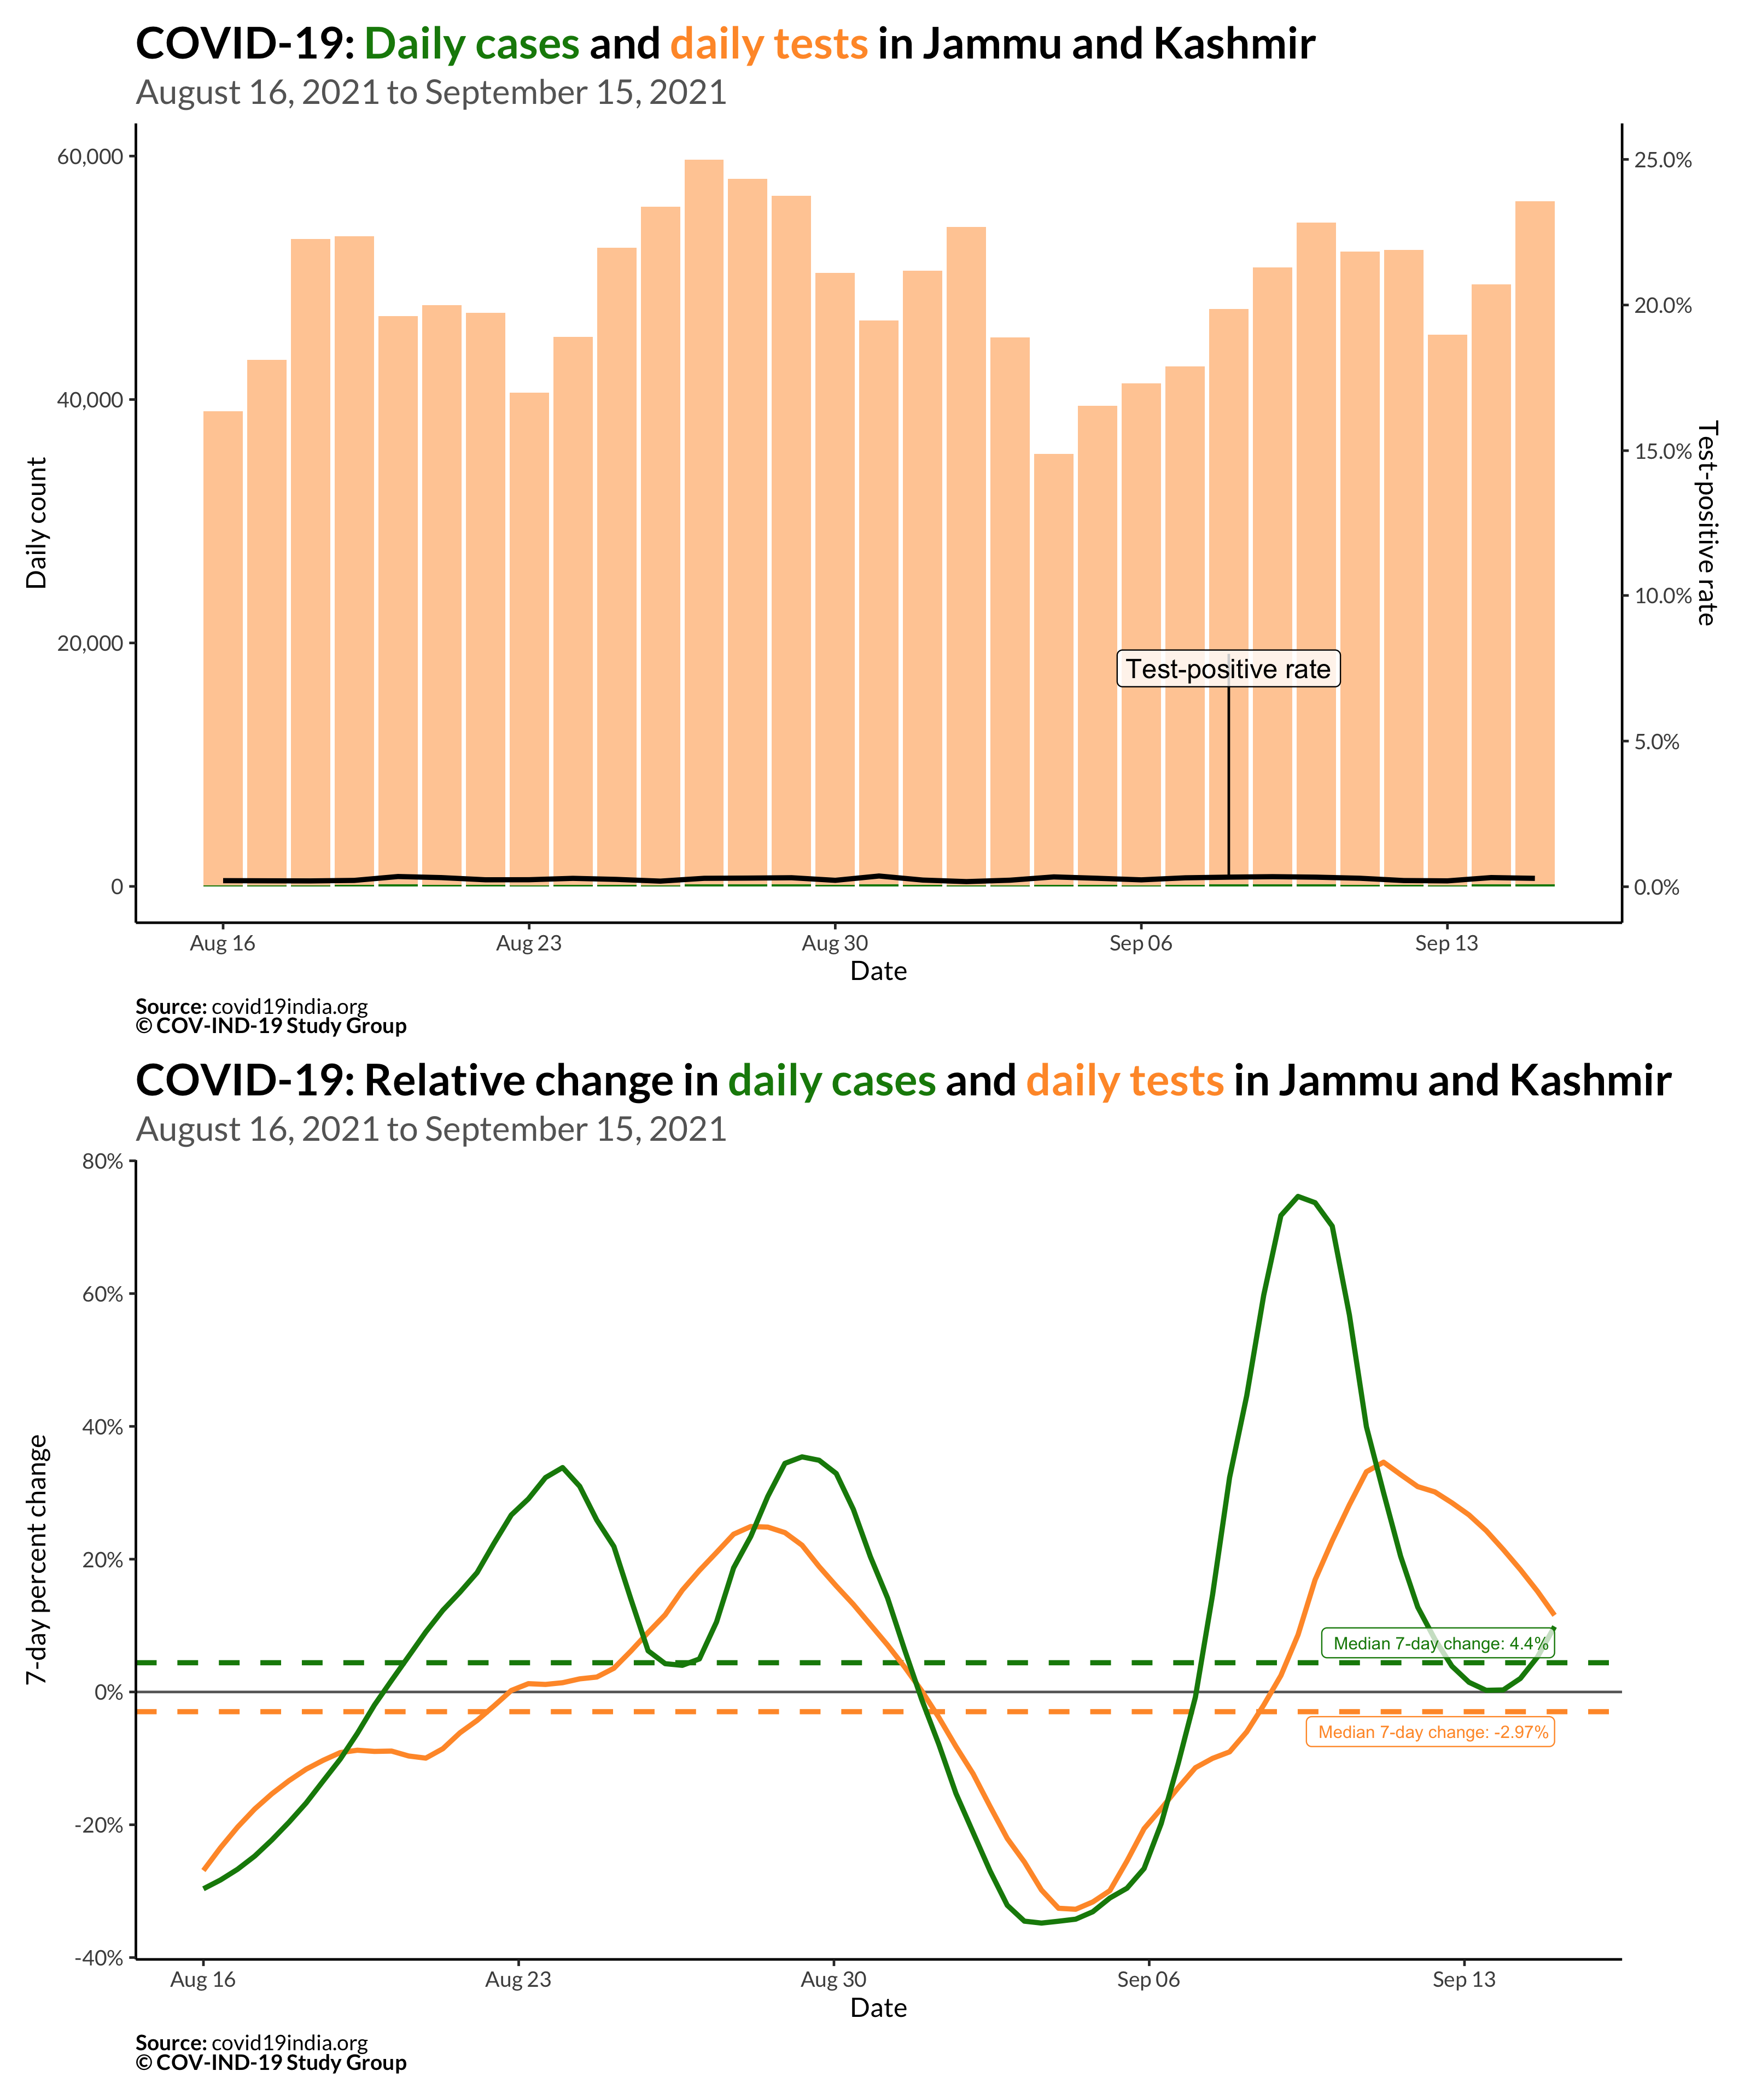 COVID-19: Daily cases and daily tests in Jammu and Kashmir
August 16, 2021 to September 15, 2021
60,000
40,000
20,000
0
Daily count
25.0%
20.0%
15.0%
10.0%
5.0%
0.0%
Test-positive rate
Test-positive rate
Aug 16
Aug 23
Aug 30
Sep 06
Sep 13
Date
Source: covid19india.org
© COV-IND-19 Study Group
COVID-19: Relative change in daily cases and daily tests in Jammu and Kashmir
August 16, 2021 to September 15, 2021
80%
60%
40%
20%
0%
-20%
-40%
7-day percent change
Median 7-day change: 4.4%
Median 7-day change: -2.97%
Aug 16
Aug 23
Aug 30
Sep 06
Sep 13
Date
Source: covid19india.org
© COV-IND-19 Study Group